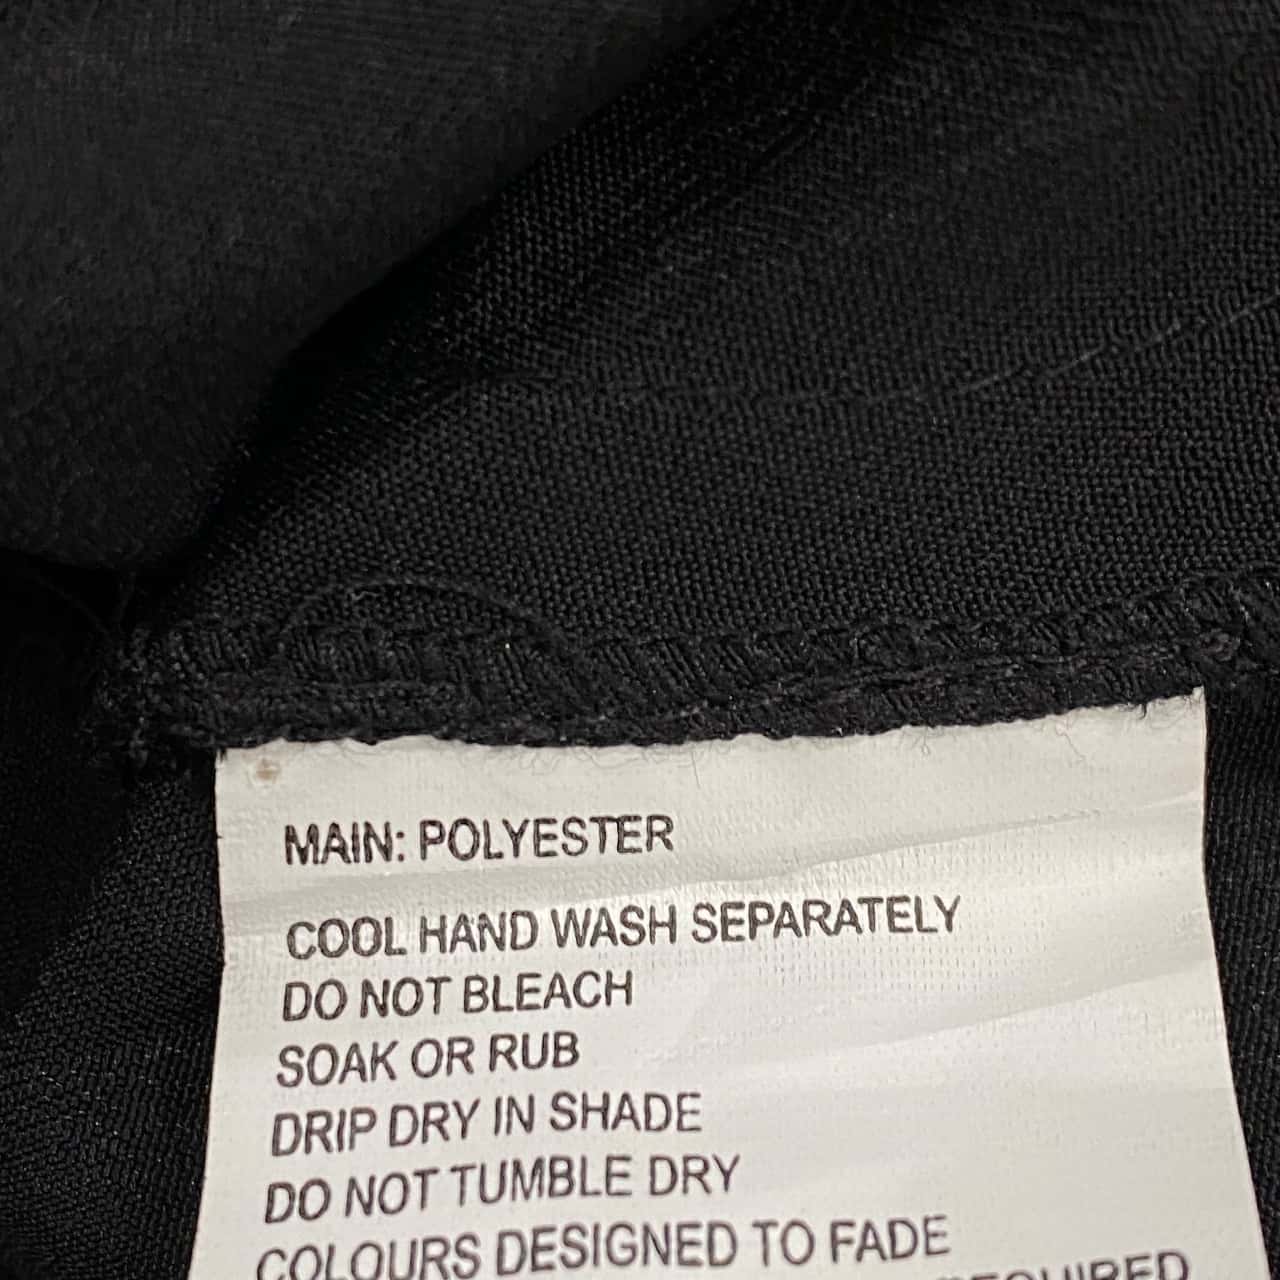 MAIN: POLYESTER
COOL HAND WASH SEPARATELY
DO NOT BLEACH
SOAK OR RUB
DRIP DRY IN SHADE
DO NOT TUMBLE DRY
COLOURS DESIGNED TO FADE
REQUIRED